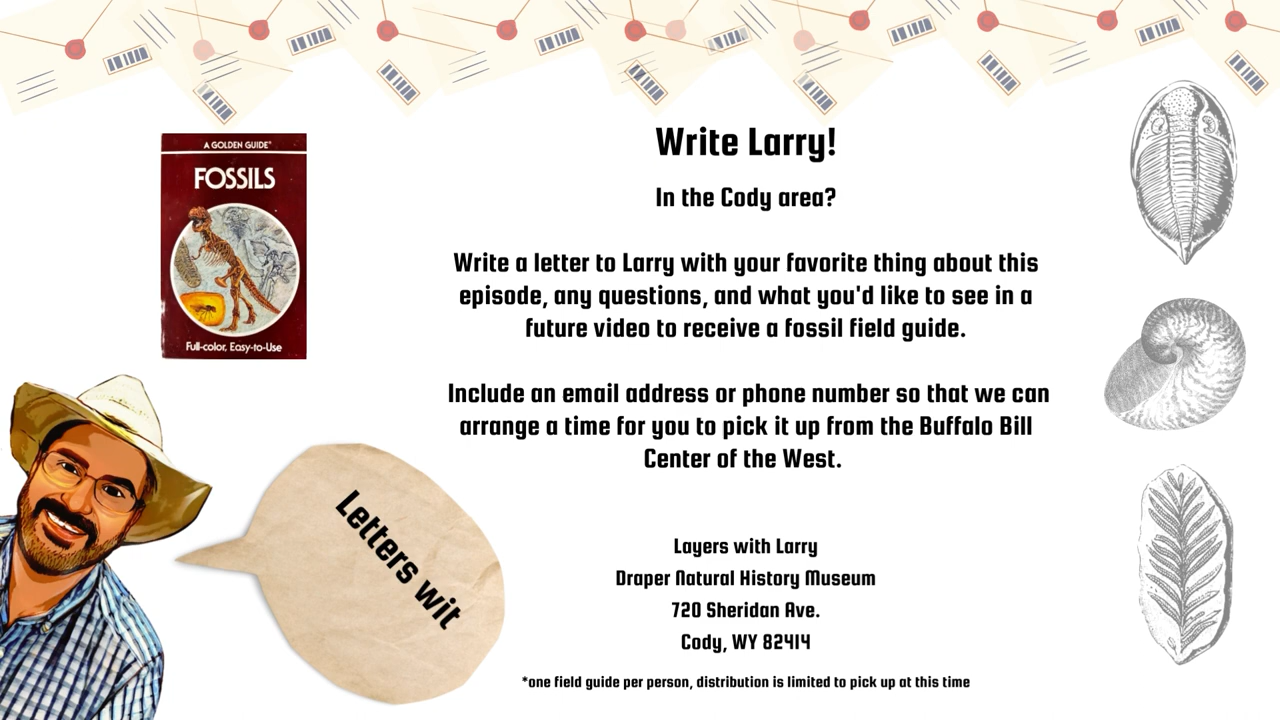 A GOLDEN GUIDE®
FOSSILS
Full-color, Easy-to-Use
Write Larry!
In the Cody area?
Write a letter to Larry with your favorite thing about this
episode, any questions, and what you'd like to see in a
future video to receive a fossil field guide.
Include an email address or phone number so that we can
arrange a time for you to pick it up from the Buffalo Bill
Center of the West.
Letters wit
Layers with Larry
Draper Natural History Museum
720 Sheridan Ave.
Cody, WY 82414
*one field guide per person, distribution is limited to pick up at this time